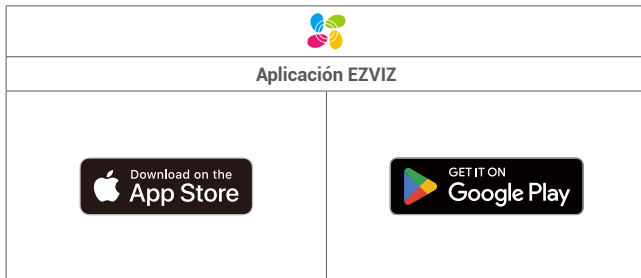 Aplicación EZVIZ
Download on the
App Store
GET IT ON
Google Play